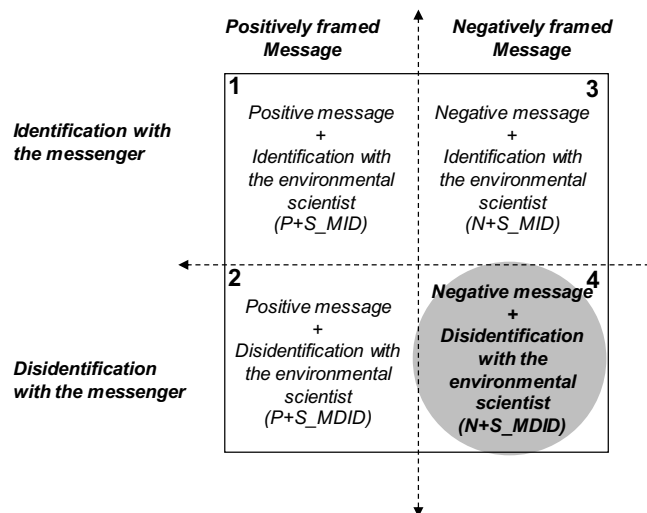 Positively framed
Message
Negatively framed
Message
Identification with
the messenger
1
Positive message
+
Identification with
the environmental
scientist
(P+S_MID)
3
Negative message
+
Identification with
the environmental
scientist
(N+S_MID)
Disidentification
with the messenger
2
Positive message
+
Disidentification with
the environmental
scientist
(P+S_MDID)
4
Negative message
+
Disidentification
with the
environmental
scientist
(N+S_MDID)